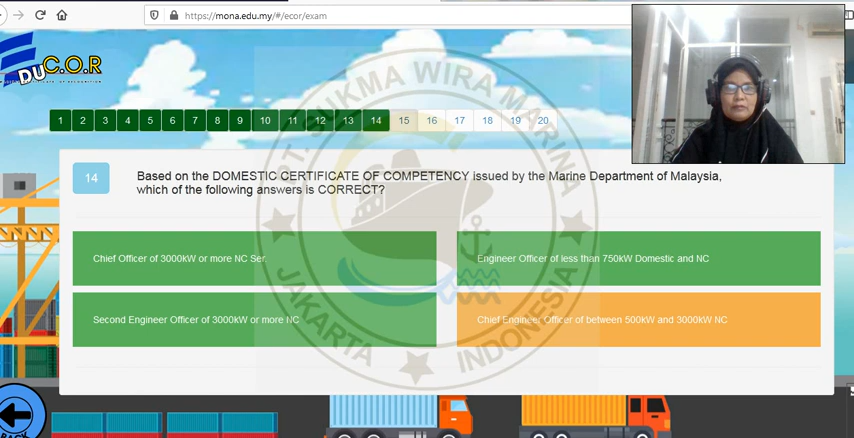 https://mona.edu.my/#/ecor/exam
EDU C.O.R
1 2 3 4 5 6 7 8 9 10 11 12 13 14 15 16 17 18 19 20
14
Based on the DOMESTIC CERTIFICATE OF COMPETENCY issued by the Marine Department of Malaysia,
which of the following answers is CORRECT?
Chief Officer of 3000kW or more NC Ser.
Engineer Officer of less than 750kW Domestic and NC
Second Engineer Officer of 3000kW or more NC
Chief Engineer Officer of between 500kW and 3000kW NC
PT. SUKMA WIRA MARINA
JAKARTA INDONESIA
BACK